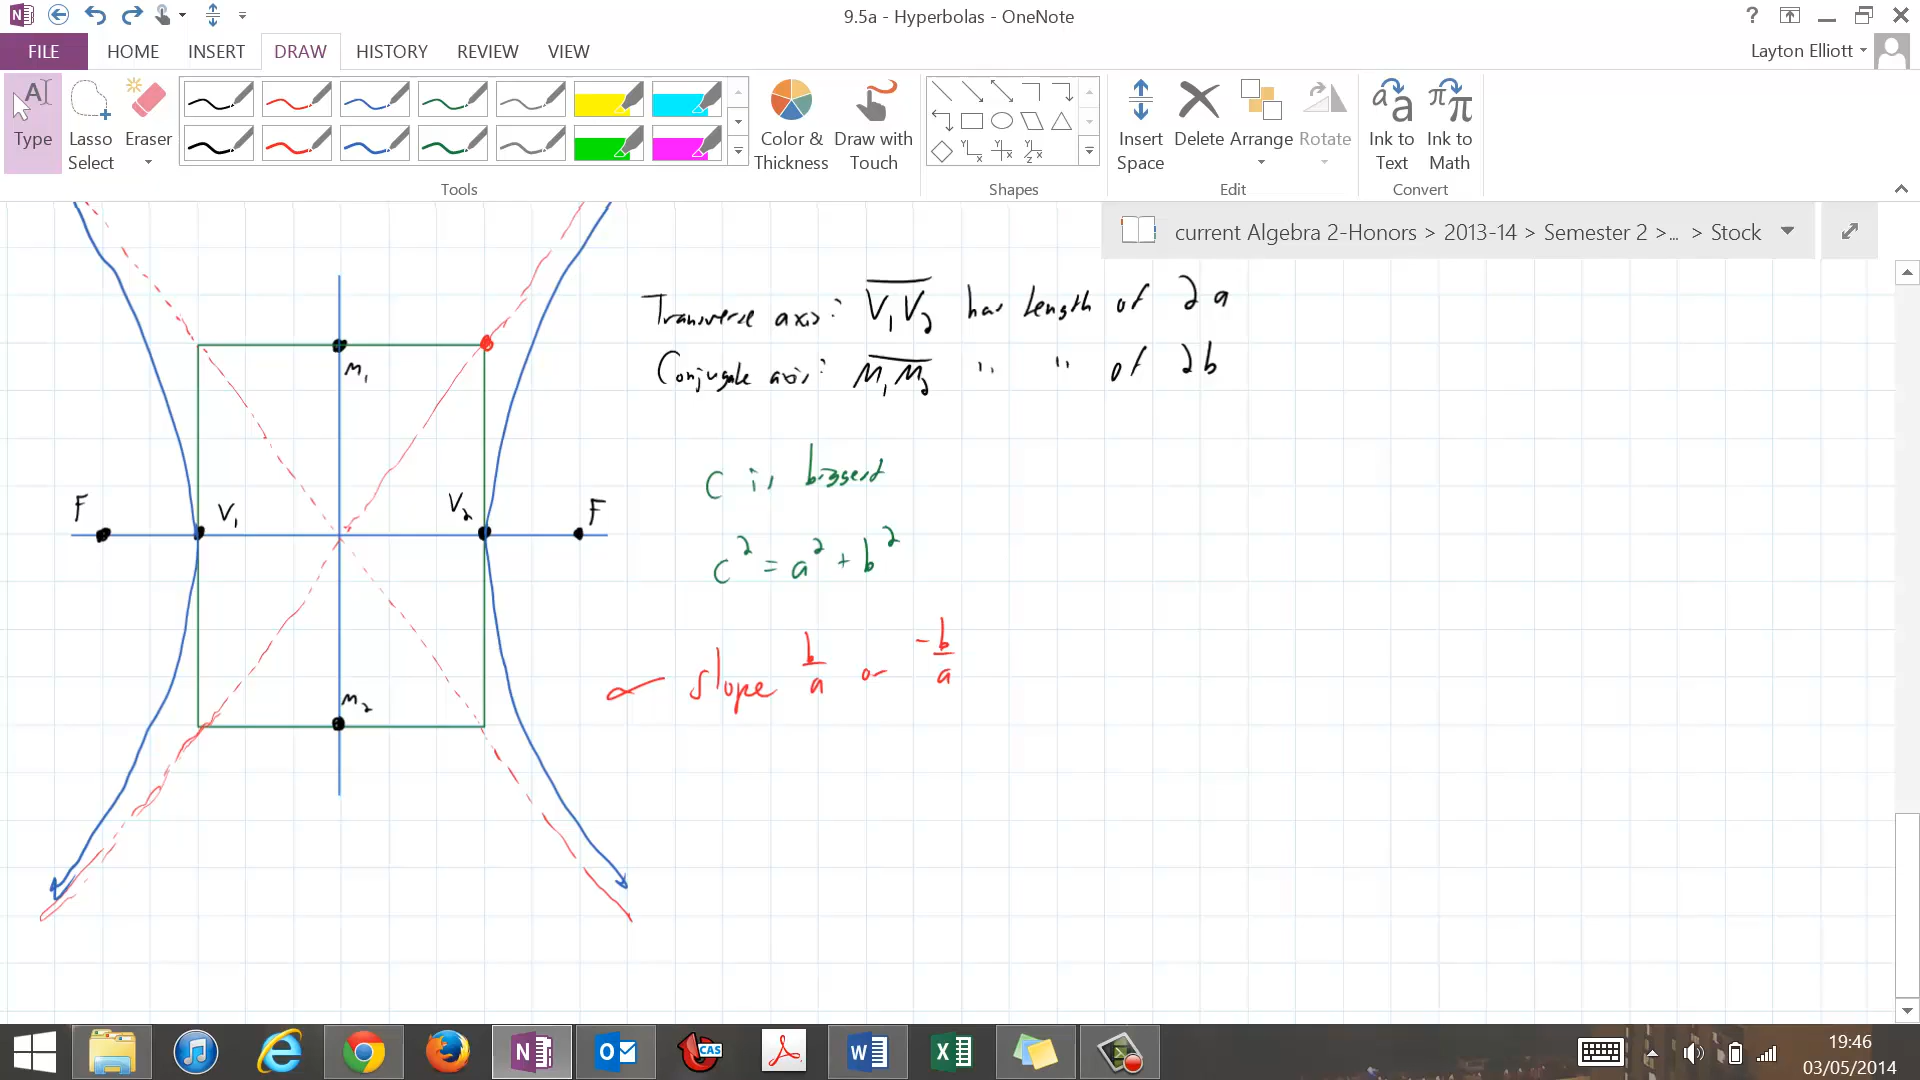 9.5a - Hyperbolas - OneNote
?
FILE HOME INSERT DRAW HISTORY REVIEW VIEW
Layton Elliott
Type
Lasso Select
Eraser
Color & Thickness
Draw with Touch
Insert Space
Delete
Arrange
Rotate
Ink to Text
Ink to Math
Tools
Shapes
Edit
Convert
current Algebra 2-Honors > 2013-14 > Semester 2 >... > Stock
Transverse axis: V1V2 has length of 2a
Conjugate axis: M1M2 " " of 2b
M1
c is biggest
F V1 V2 F
c² = a² + b²
slope b/a or -b/a
M2
19:46
03/05/2014